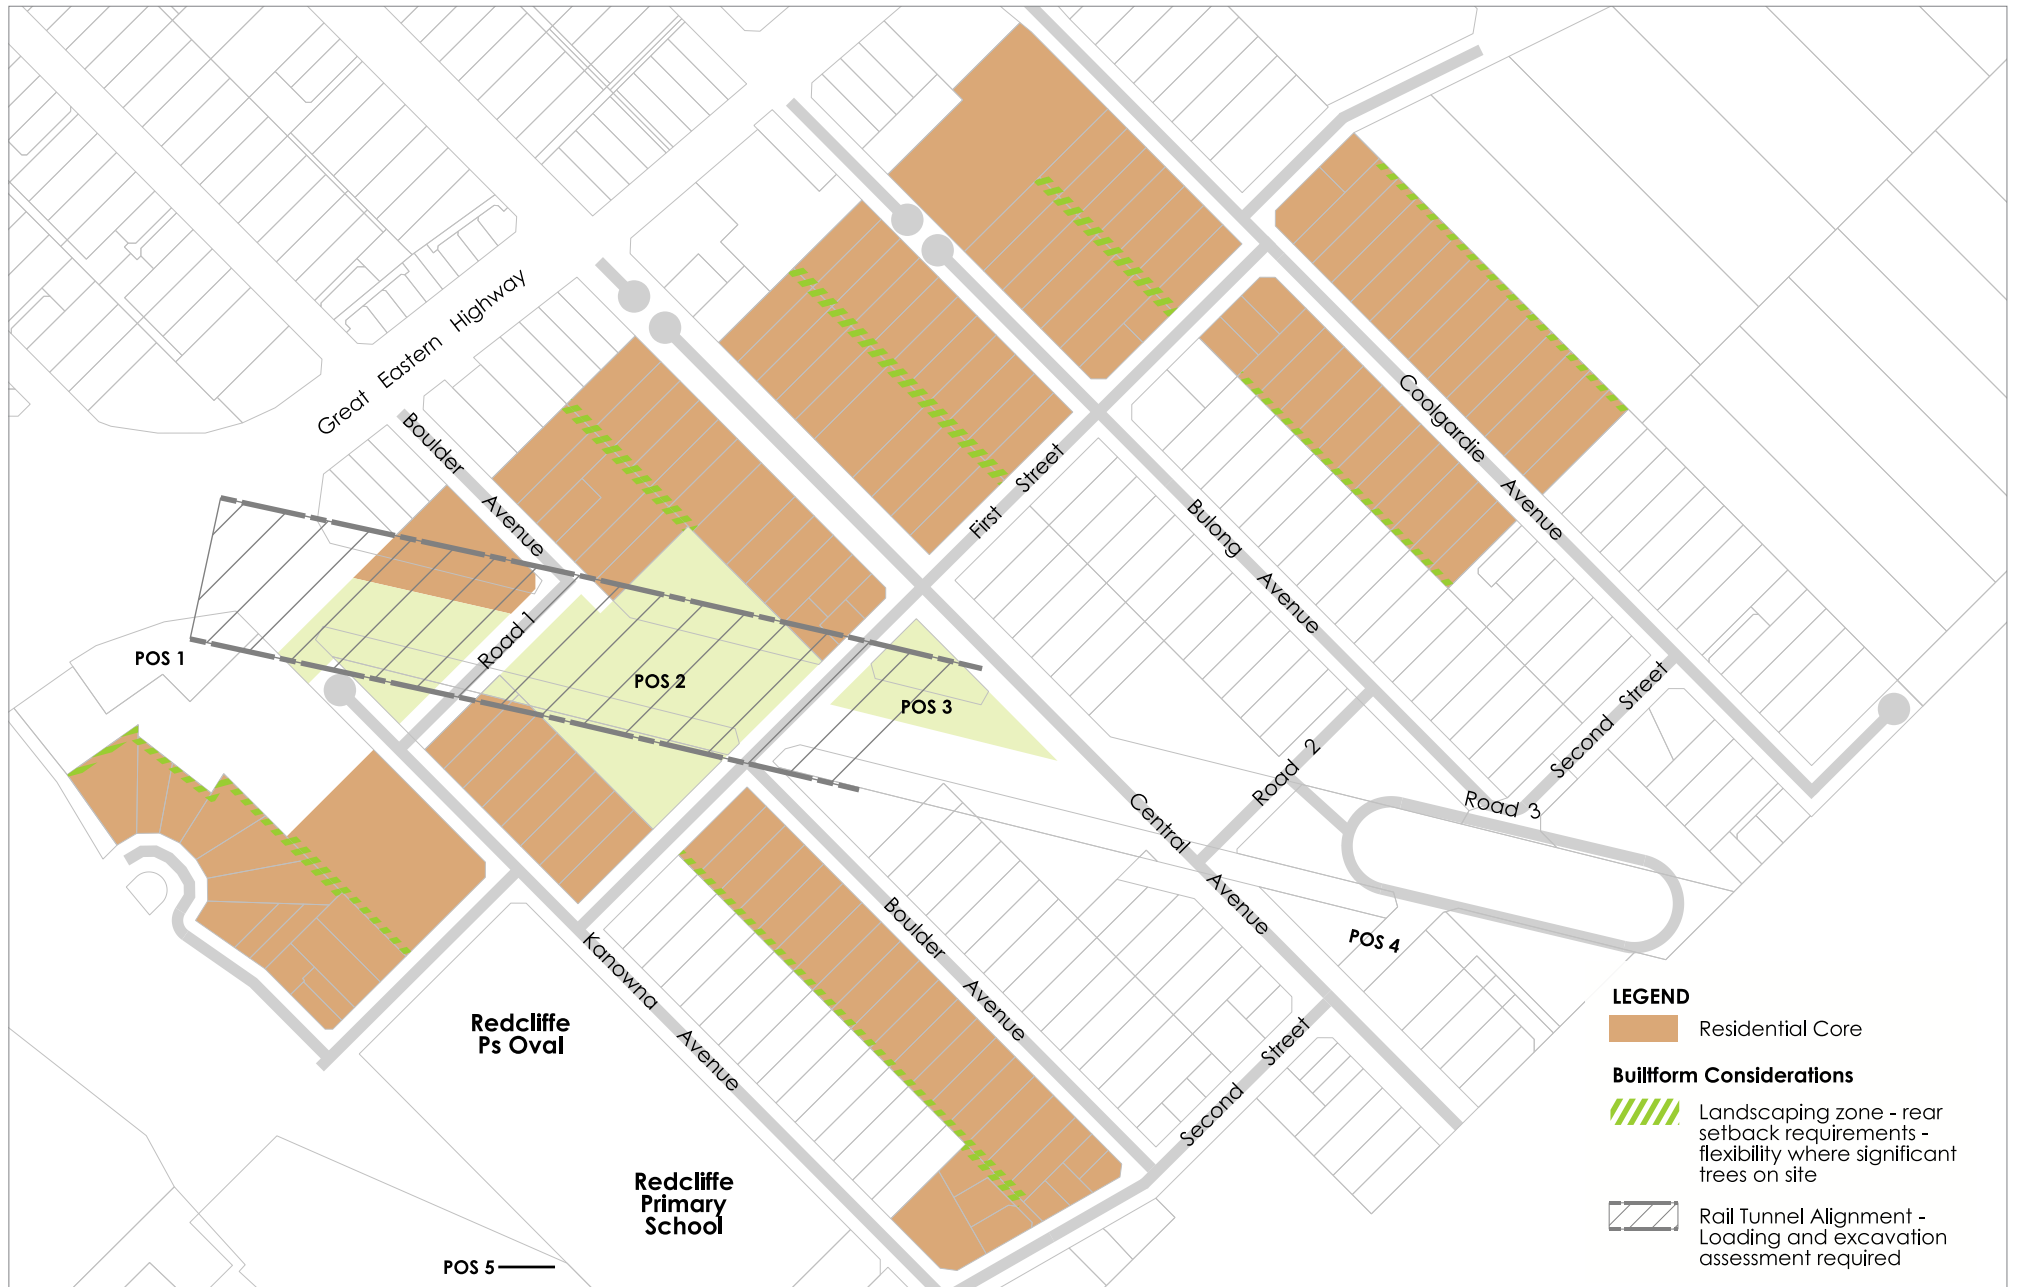 Great Eastern Highway
Boulder Avenue
Coolgardie Avenue
First Street
Bulong Avenue
Road 1
POS 1
POS 2
POS 3
Second Street
Road 2
Road 3
Central Avenue
Boulder Avenue
POS 4
Kanowna Avenue
Second Street
Redcliffe
Ps Oval
Redcliffe
Primary
School
POS 5
LEGEND
Residential Core
Builtform Considerations
Landscaping zone - rear
setback requirements -
flexibility where significant
trees on site
Rail Tunnel Alignment -
Loading and excavation
assessment required